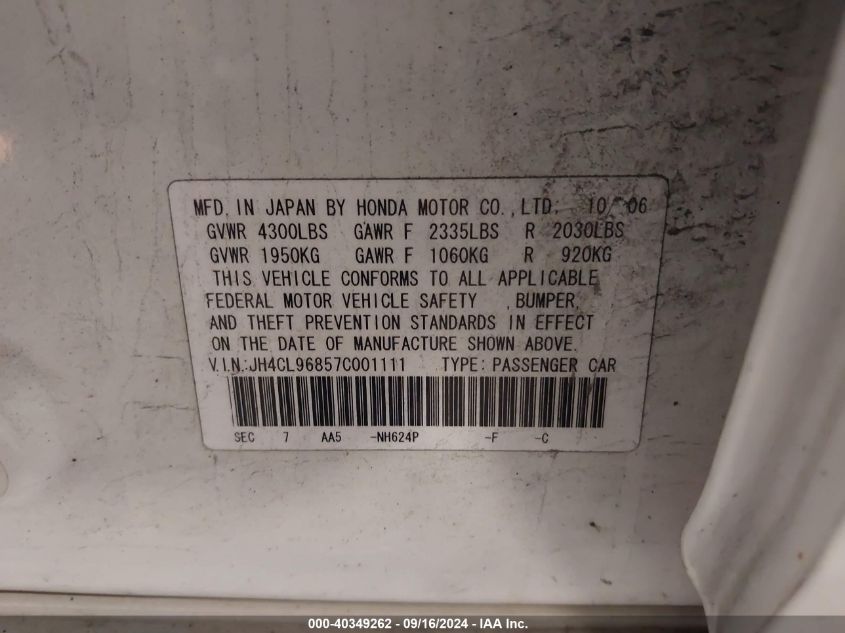 MFD. IN JAPAN BY HONDA MOTOR CO., LTD. 10/06
GVWR 4300LBS GAWR F 2335LBS R 2030LBS
GVWR 1950KG GAWR F 1060KG R 920KG
THIS VEHICLE CONFORMS TO ALL APPLICABLE
FEDERAL MOTOR VEHICLE SAFETY , BUMPER,
AND THEFT PREVENTION STANDARDS IN EFFECT
ON THE DATE OF MANUFACTURE SHOWN ABOVE.
V.I.N.:JH4CL96857C001111 TYPE: PASSENGER CAR
SEC 7 AA5 -NH624P -F -C
000-40349262 - 09/16/2024 - IAA Inc.